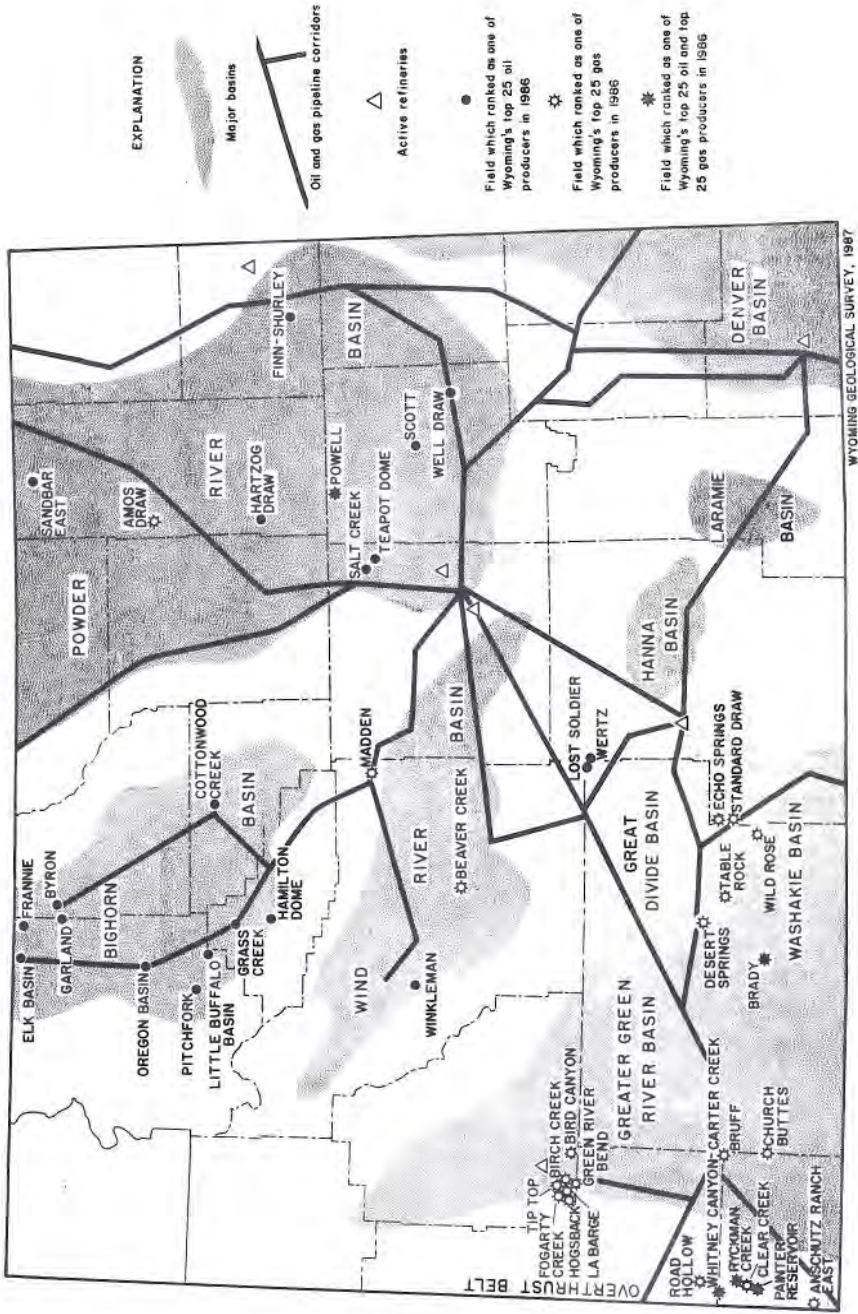 ELK BASIN
FRANNIE
BYRON
GARLAND
BIGHORN
OREGON BASIN
PITCHFORK
LITTLE BUFFALO
BASIN
GRASS
CREEK
HAMILTON
DOME
COTTONWOOD
CREEK
BASIN
POWDER
RIVER
BASIN
SANDBAR
EAST
AMOS
DRAW
HARTZOG
DRAW
FINN-SHURLEY
POWELL
SALT CREEK
TEAPOT DOME
SCOTT
WELL DRAW
WIND
RIVER
BASIN
MADDEN
WINKLEMAN
BEAVER CREEK
LOST SOLDIER
WERTZ
GREAT
DIVIDE BASIN
HANNA
BASIN
LARAMIE
BASIN
DENVER
BASIN
GREATER GREEN
RIVER BASIN
OVERTHRUST BELT
TIP TOP
FOGARTY
CREEK
HOGSBACK
LA BARGE
BIRCH CREEK
BIRD CANYON
GREEN RIVER
BEND
ROAD
HOLLOW
WHITNEY CANYON-CARTER CREEK
RYCKMAN
CREEK
CLEAR CREEK
PAINTER
RESERVOIR
ANSCHUTZ RANCH
EAST
BRUFF
CHURCH
BUTTES
DESERT
SPRINGS
BRADY
TABLE
ROCK
WILD ROSE
ECHO SPRINGS
STANDARD DRAW
WASHAKIE BASIN
WYOMING GEOLOGICAL SURVEY, 1987
EXPLANATION
Major basins
Oil and gas pipeline corridors
Active refineries
Field which ranked as one of
Wyoming's top 25 oil
producers in 1986
Field which ranked as one of
Wyoming's top 25 gas
producers in 1986
Field which ranked as one of
Wyoming's top 25 oil and top
25 gas producers in 1986